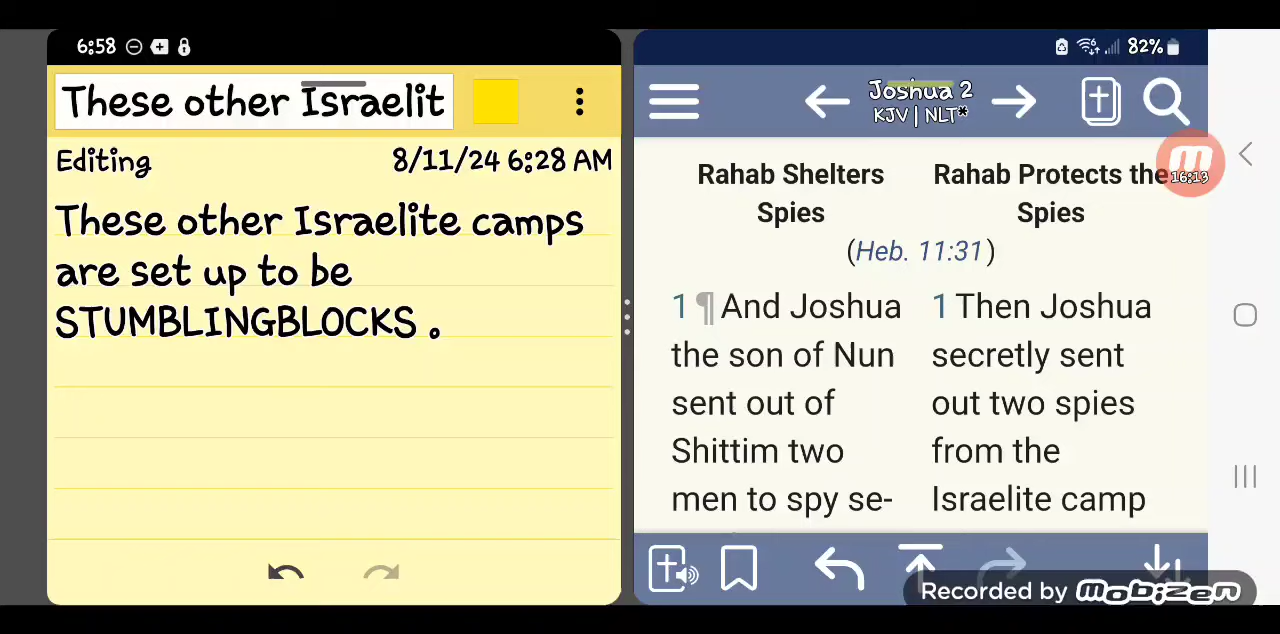 6:58
82%
These other Israelit
Editing
8/11/24 6:28 AM
These other Israelite camps
are set up to be
STUMBLINGBLOCKS .
Joshua 2
KJV | NLT*
16:13
Rahab Shelters
Spies
Rahab Protects the
Spies
(Heb. 11:31)
1 ¶ And Joshua
the son of Nun
sent out of
Shittim two
men to spy se-
1 Then Joshua
secretly sent
out two spies
from the
Israelite camp
Recorded by Mobizen